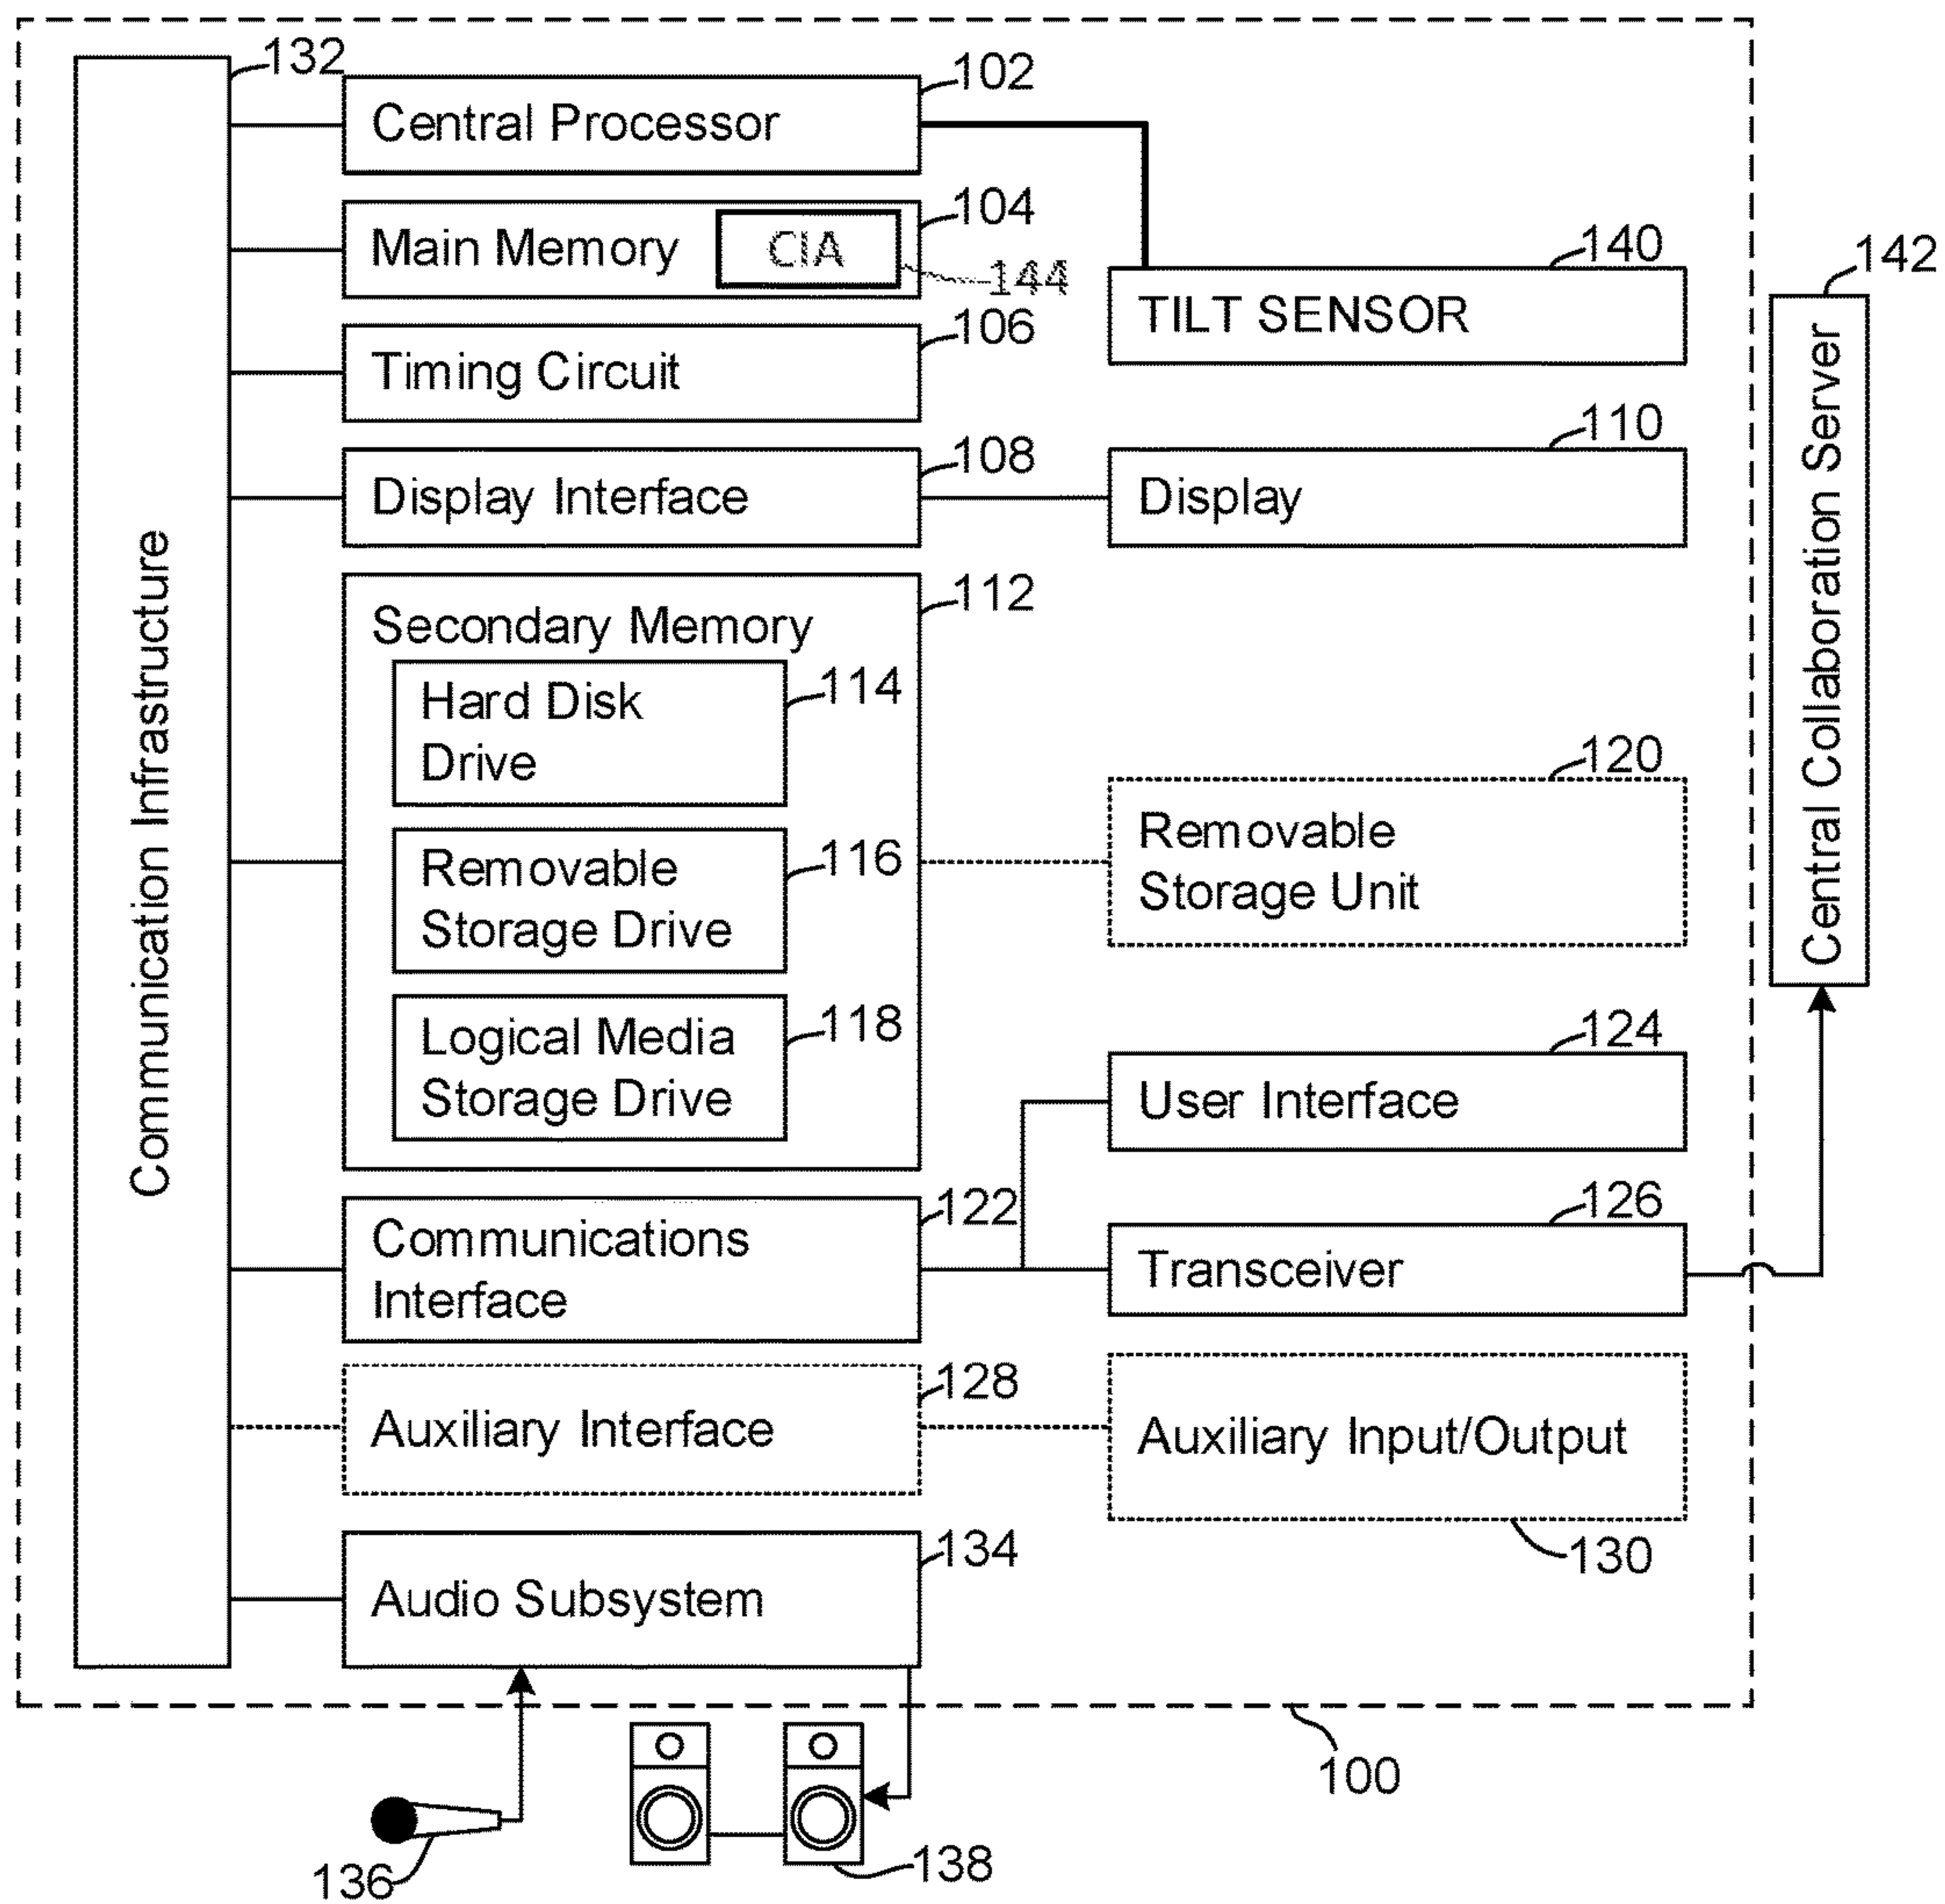 132
102
Central Processor
104
Main Memory
CIA
144
140
142
TILT SENSOR
106
Timing Circuit
108
110
Display Interface
Display
Central Collaboration Server
Communication Infrastructure
112
Secondary Memory
114
Hard Disk
Drive
120
116
Removable
Storage Drive
Removable
Storage Unit
118
Logical Media
Storage Drive
124
User Interface
122
126
Communications
Interface
Transceiver
128
Auxiliary Interface
Auxiliary Input/Output
134
130
Audio Subsystem
100
136
138